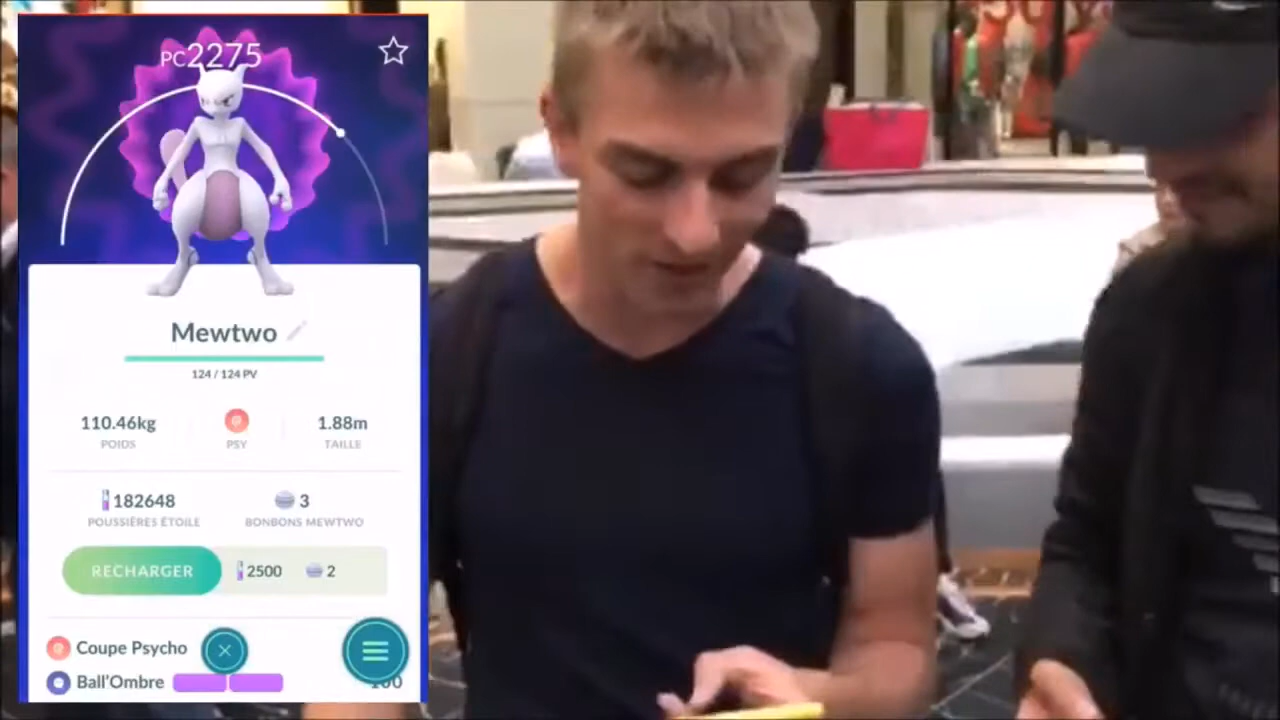 PC2275
Mewtwo
124 / 124 PV
110.46kg
PSY
1.88m
POIDS
TAILLE
182648
3
POUSSIÈRES ÉTOILE
BONBONS MEWTWO
RECHARGER
2500
2
Coupe Psycho
Ball'Ombre
100